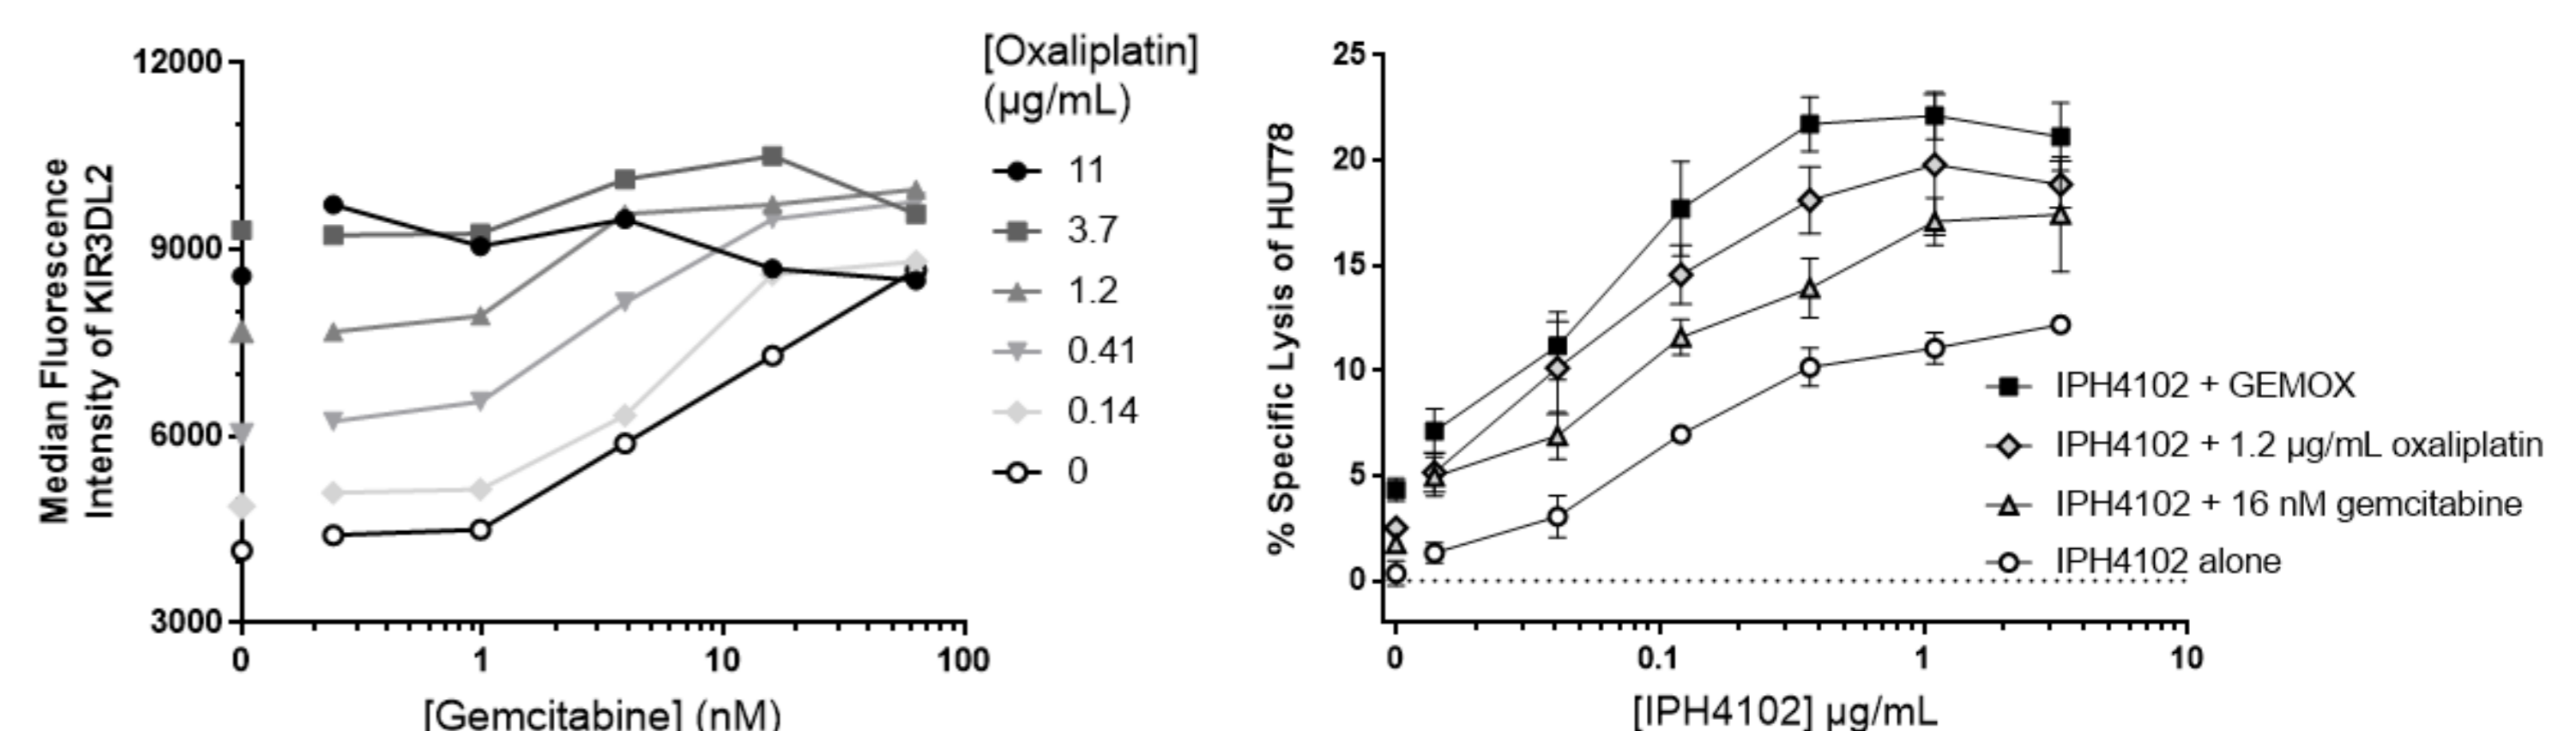 12000
9000
6000
3000
Median Fluorescence
Intensity of KIR3DL2
0
1
10
100
[Gemcitabine] (nM)
[Oxaliplatin]
(µg/mL)
11
3.7
1.2
0.41
0.14
0
25
20
15
10
5
0
% Specific Lysis of HUT78
0
0.1
1
10
[IPH4102] µg/mL
IPH4102 + GEMOX
IPH4102 + 1.2 µg/mL oxaliplatin
IPH4102 + 16 nM gemcitabine
IPH4102 alone